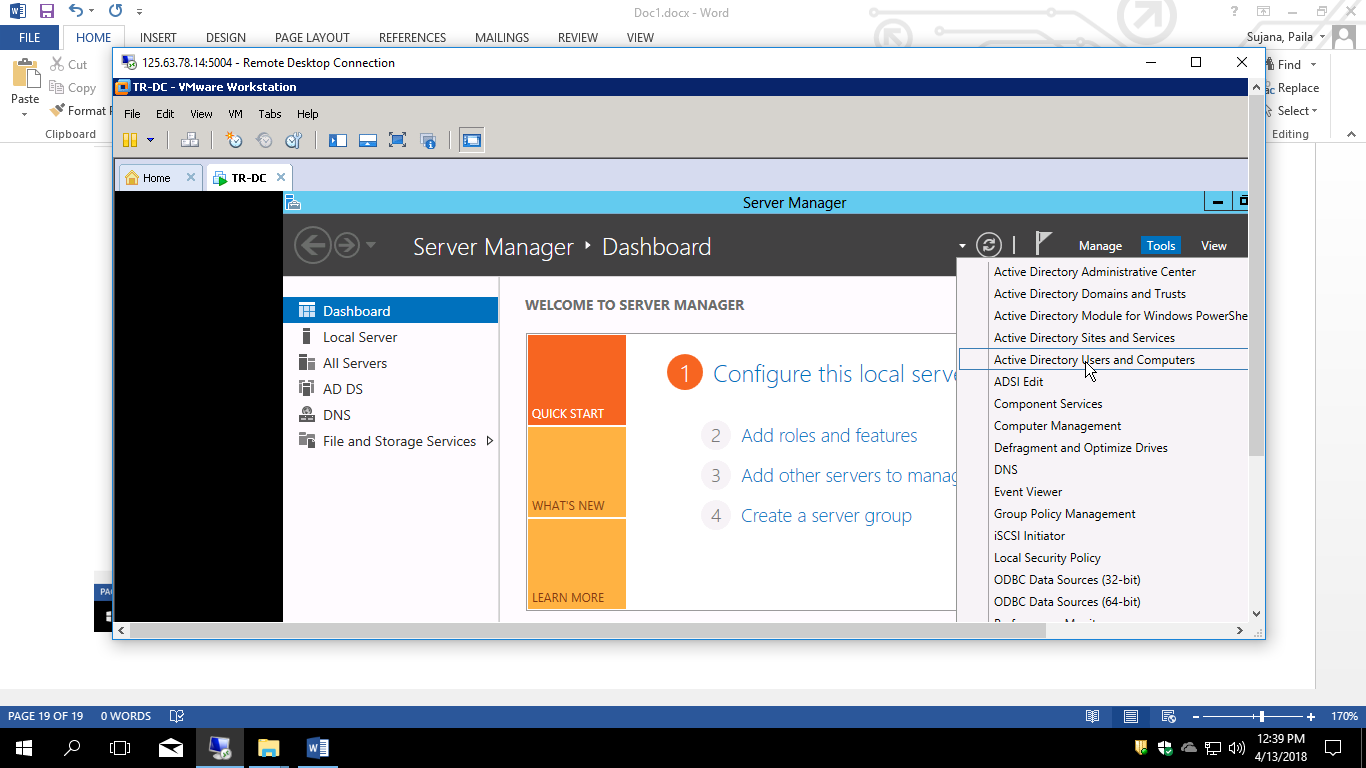 Doc1.docx - Word
?
FILE
HOME
INSERT
DESIGN
PAGE LAYOUT
REFERENCES
MAILINGS
REVIEW
VIEW
Sujana, Paila
Paste
Cut
Copy
Format
Clipboard
Find
Replace
Select
Editing
125.63.78.14:5004 - Remote Desktop Connection
TR-DC - VMware Workstation
File
Edit
View
VM
Tabs
Help
Home
TR-DC
Server Manager
Server Manager
Dashboard
Manage
Tools
View
Dashboard
Local Server
All Servers
AD DS
DNS
File and Storage Services
WELCOME TO SERVER MANAGER
QUICK START
WHAT'S NEW
LEARN MORE
1 Configure this local serve
2 Add roles and features
3 Add other servers to manag
4 Create a server group
Active Directory Administrative Center
Active Directory Domains and Trusts
Active Directory Module for Windows PowerShe
Active Directory Sites and Services
Active Directory Users and Computers
ADSI Edit
Component Services
Computer Management
Defragment and Optimize Drives
DNS
Event Viewer
Group Policy Management
iSCSI Initiator
Local Security Policy
ODBC Data Sources (32-bit)
ODBC Data Sources (64-bit)
PAGE 19 OF 19
0 WORDS
170%
12:39 PM
4/13/2018